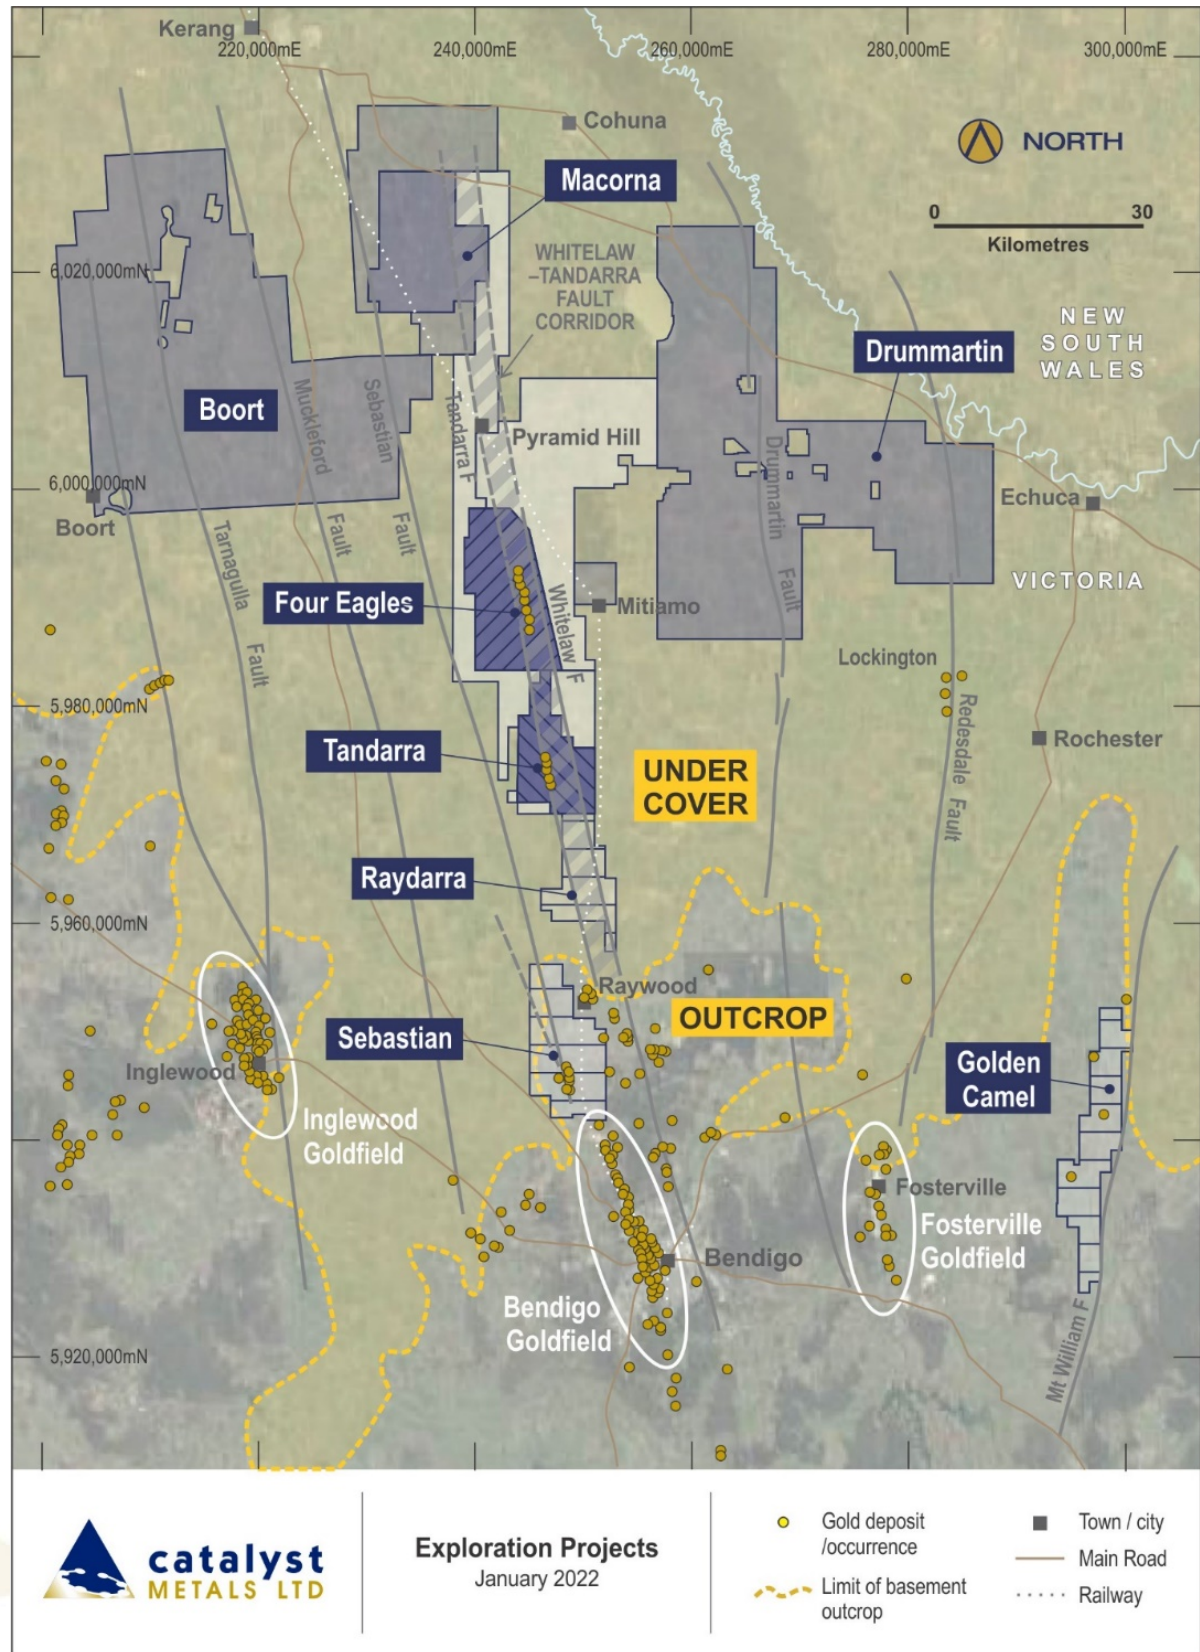 Kerang
220,000mE
240,000mE
260,000mE
280,000mE
300,000mE
Cohuna
NORTH
Macorna
0
30
Kilometres
WHITELAW
–TANDARRA
FAULT
CORRIDOR
6,020,000mN
NEW
SOUTH
WALES
Drummartin
Boort
Muckleford
Fault
Sebastian
Fault
Tandarra F
Pyramid Hill
Drummartin
Fault
6,000,000mN
Boort
Echuca
Tarnagulla
Fault
VICTORIA
Four Eagles
Whitelaw F
Mitiamo
Lockington
5,980,000mN
Redesdale
Fault
Rochester
Tandarra
UNDER
COVER
Raydarra
5,960,000mN
Raywood
OUTCROP
Sebastian
Golden
Camel
Inglewood
Inglewood
Goldfield
Fosterville
Fosterville
Goldfield
Bendigo
Bendigo
Goldfield
Mt William F
5,920,000mN
catalyst
METALS LTD
Exploration Projects
January 2022
Gold deposit
/occurrence
Limit of basement
outcrop
Town / city
Main Road
Railway